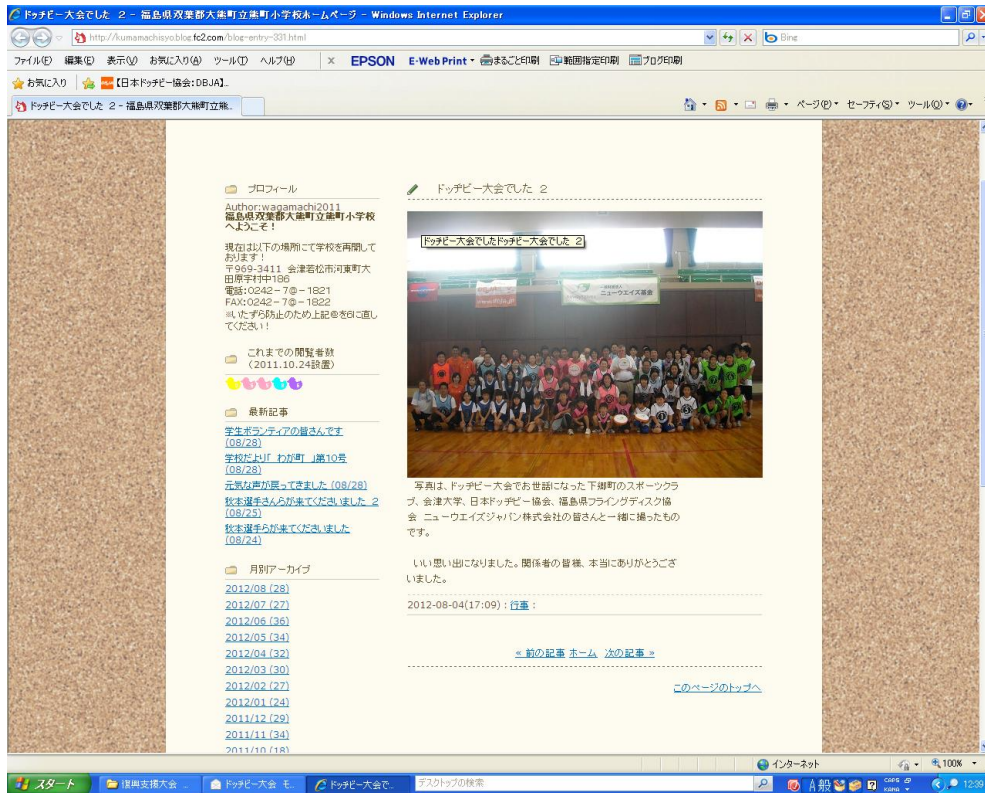 ドッヂビー大会でした 2 - 福島県双葉郡大熊町立熊町小学校ホームページ - Windows Internet Explorer
http://kumamachisyo.blog.fc2.com/blog-entry-331.html
Bing
ファイル(F) 編集(E) 表示(V) お気に入り(A) ツール(T) ヘルプ(H) x EPSON E-Web Print まるごと印刷 範囲指定印刷 ブログ印刷
お気に入り 【日本ドッヂビー協会:DBJA】...
ドッヂビー大会でした 2 - 福島県双葉郡大熊町立熊...
ページ(P) セーフティ(S) ツール(O)
プロフィール
Author:wagamachi2011
福島県双葉郡大熊町立熊町小学校
へようこそ！
現在は以下の場所にて学校を再開して
おります！
〒969-3411 会津若松市河東町大
田原字村中186
電話:0242-7@-1821
FAX:0242-7@-1822
※いたずら防止のため上記@を6に直し
てください！
これまでの閲覧者数
(2011.10.24設置)
最新記事
学生ボランティアの皆さんです
(08/28)
学校だより「 わが町 」第10号
(08/28)
元気な声が戻ってきました (08/28)
秋本選手さんらが来てくださいました 2
(08/25)
秋本選手らが来てくださいました
(08/24)
月別アーカイブ
2012/08 (28)
2012/07 (27)
2012/06 (36)
2012/05 (34)
2012/04 (32)
2012/03 (30)
2012/02 (27)
2012/01 (24)
2011/12 (29)
2011/11 (34)
2011/10 (18)
ドッヂビー大会でした 2
ドッヂビー大会でしたドッヂビー大会でした 2
ニューウエイズ基金
写真は、ドッヂビー大会でお世話になった下郷町のスポーツクラ
ブ、会津大学、日本ドッヂビー協会、福島県フライングディスク協
会 ニューウエイズジャパン株式会社の皆さんと一緒に撮ったもの
です。
いい思い出になりました。関係者の皆様、本当にありがとうござ
いました。
2012-08-04(17:09) : 行事 :
« 前の記事 ホーム 次の記事 »
このページのトップへ
インターネット 100%
スタート 復興支援大会 ... ドッヂビー大会 モ... ドッヂビー大会で... デスクトップの検索 A 般 CAPS KANA 12:39